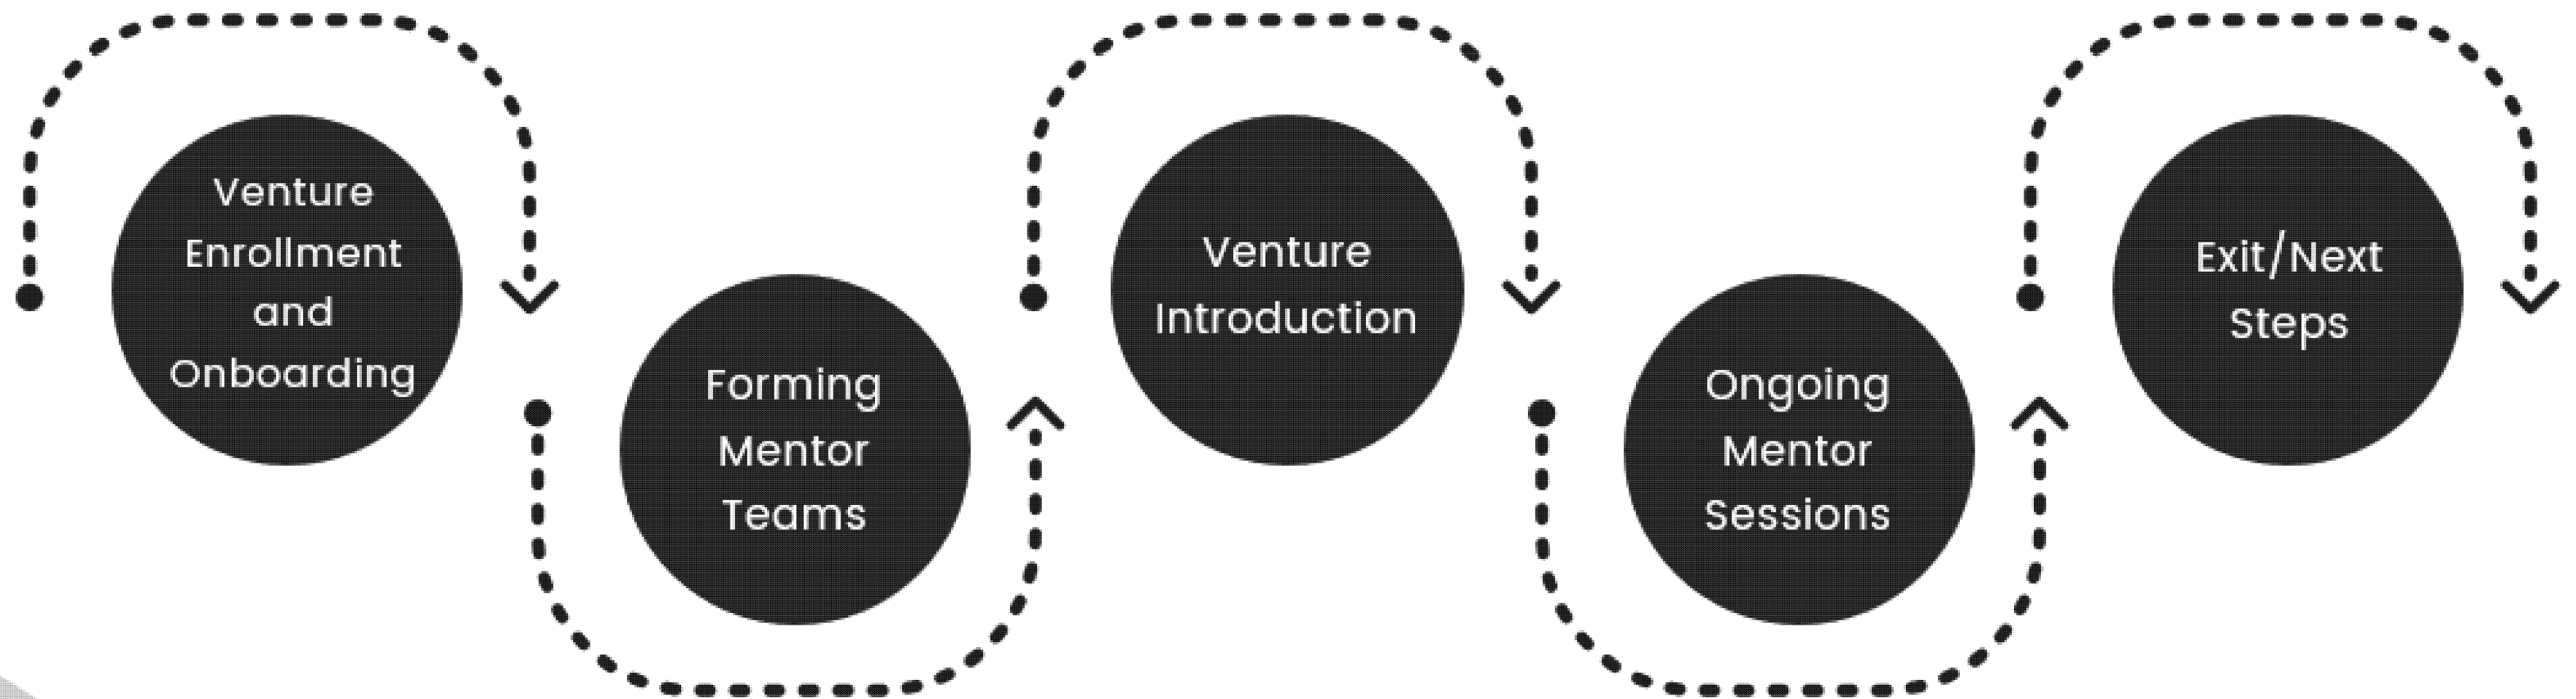 Venture
Enrollment
and
Onboarding
Forming
Mentor
Teams
Venture
Introduction
Ongoing
Mentor
Sessions
Exit/Next
Steps